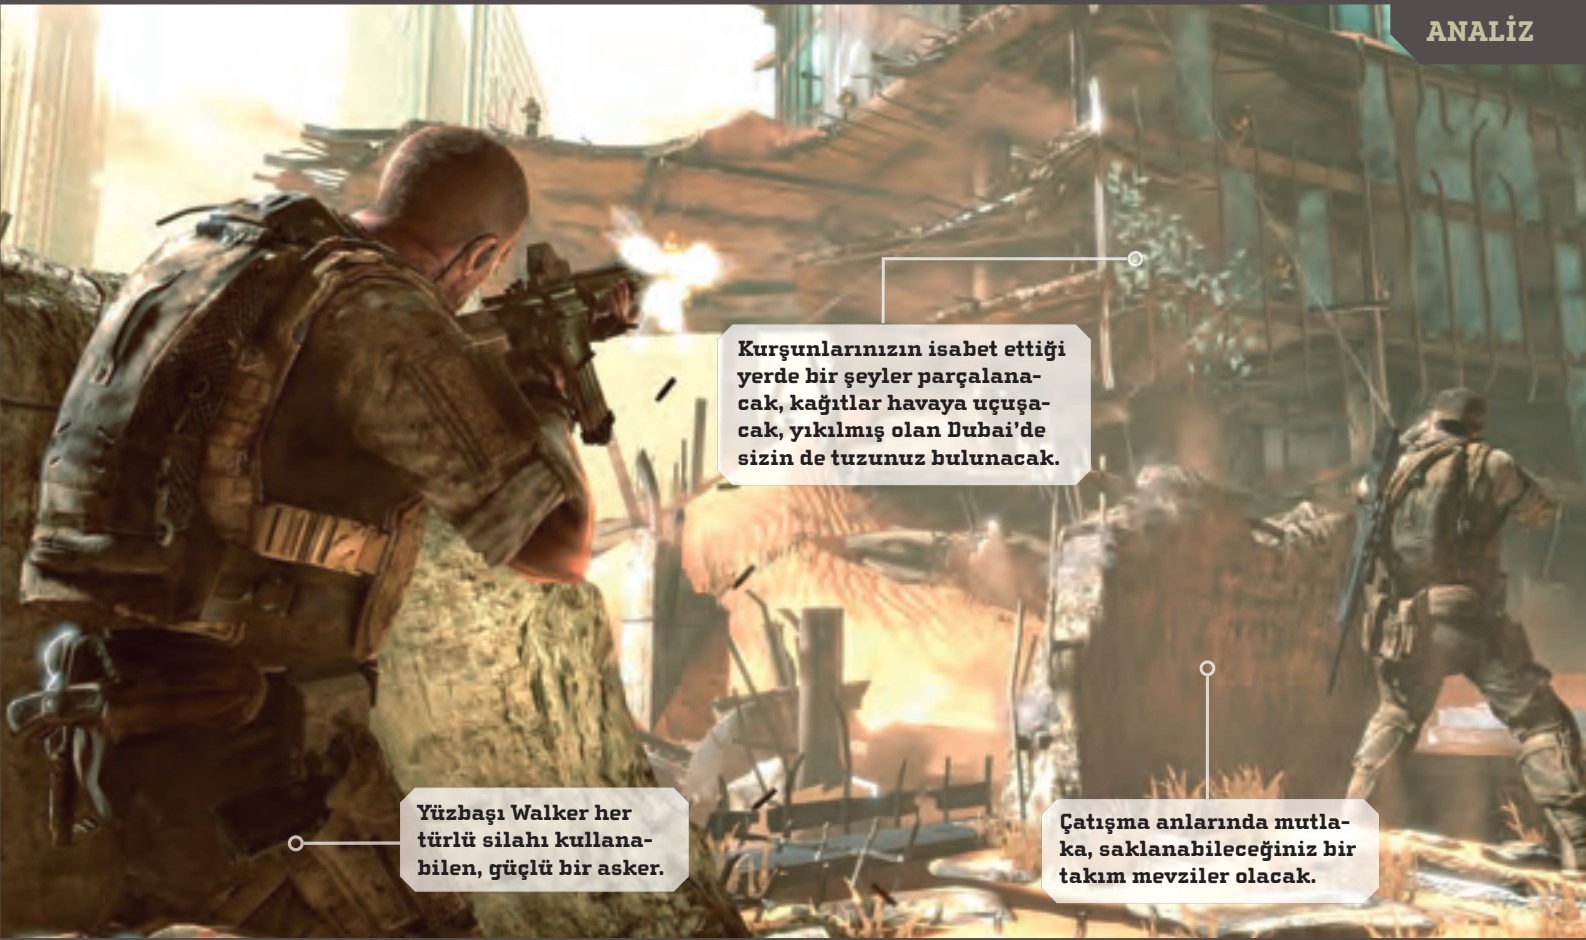 ANALİZ
Kurşunlarınızın isabet ettiği
yerde bir şeyler parçalana-
cak, kağıtlar havaya uçuşa-
cak, yıkılmış olan Dubai’de
sizin de tuzunuz bulunacak.
Yüzbaşı Walker her
türlü silahı kullana-
bilen, güçlü bir asker.
Çatışma anlarında mutla-
ka, saklanabileceğiniz bir
takım mevziler olacak.